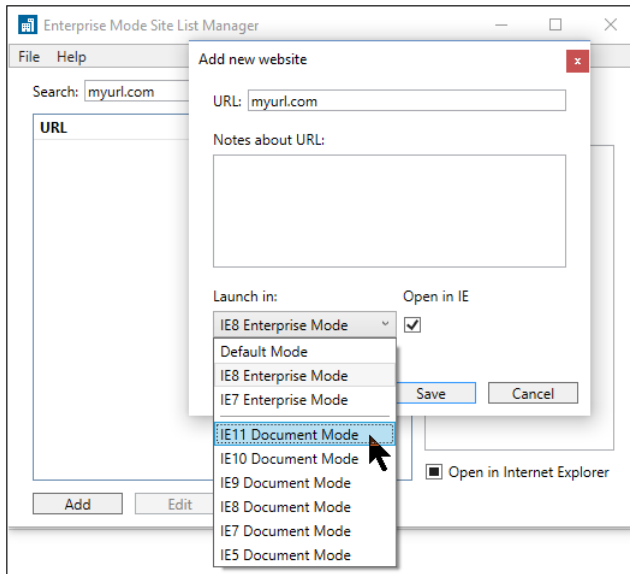 Enterprise Mode Site List Manager
File Help
Search: myurl.com
URL
Add new website
x
URL: myurl.com
Notes about URL:
Launch in:
Open in IE
IE8 Enterprise Mode
Default Mode
IE8 Enterprise Mode
IE7 Enterprise Mode
IE11 Document Mode
IE10 Document Mode
IE9 Document Mode
IE8 Document Mode
IE7 Document Mode
IE5 Document Mode
Save
Cancel
Open in Internet Explorer
Add
Edit